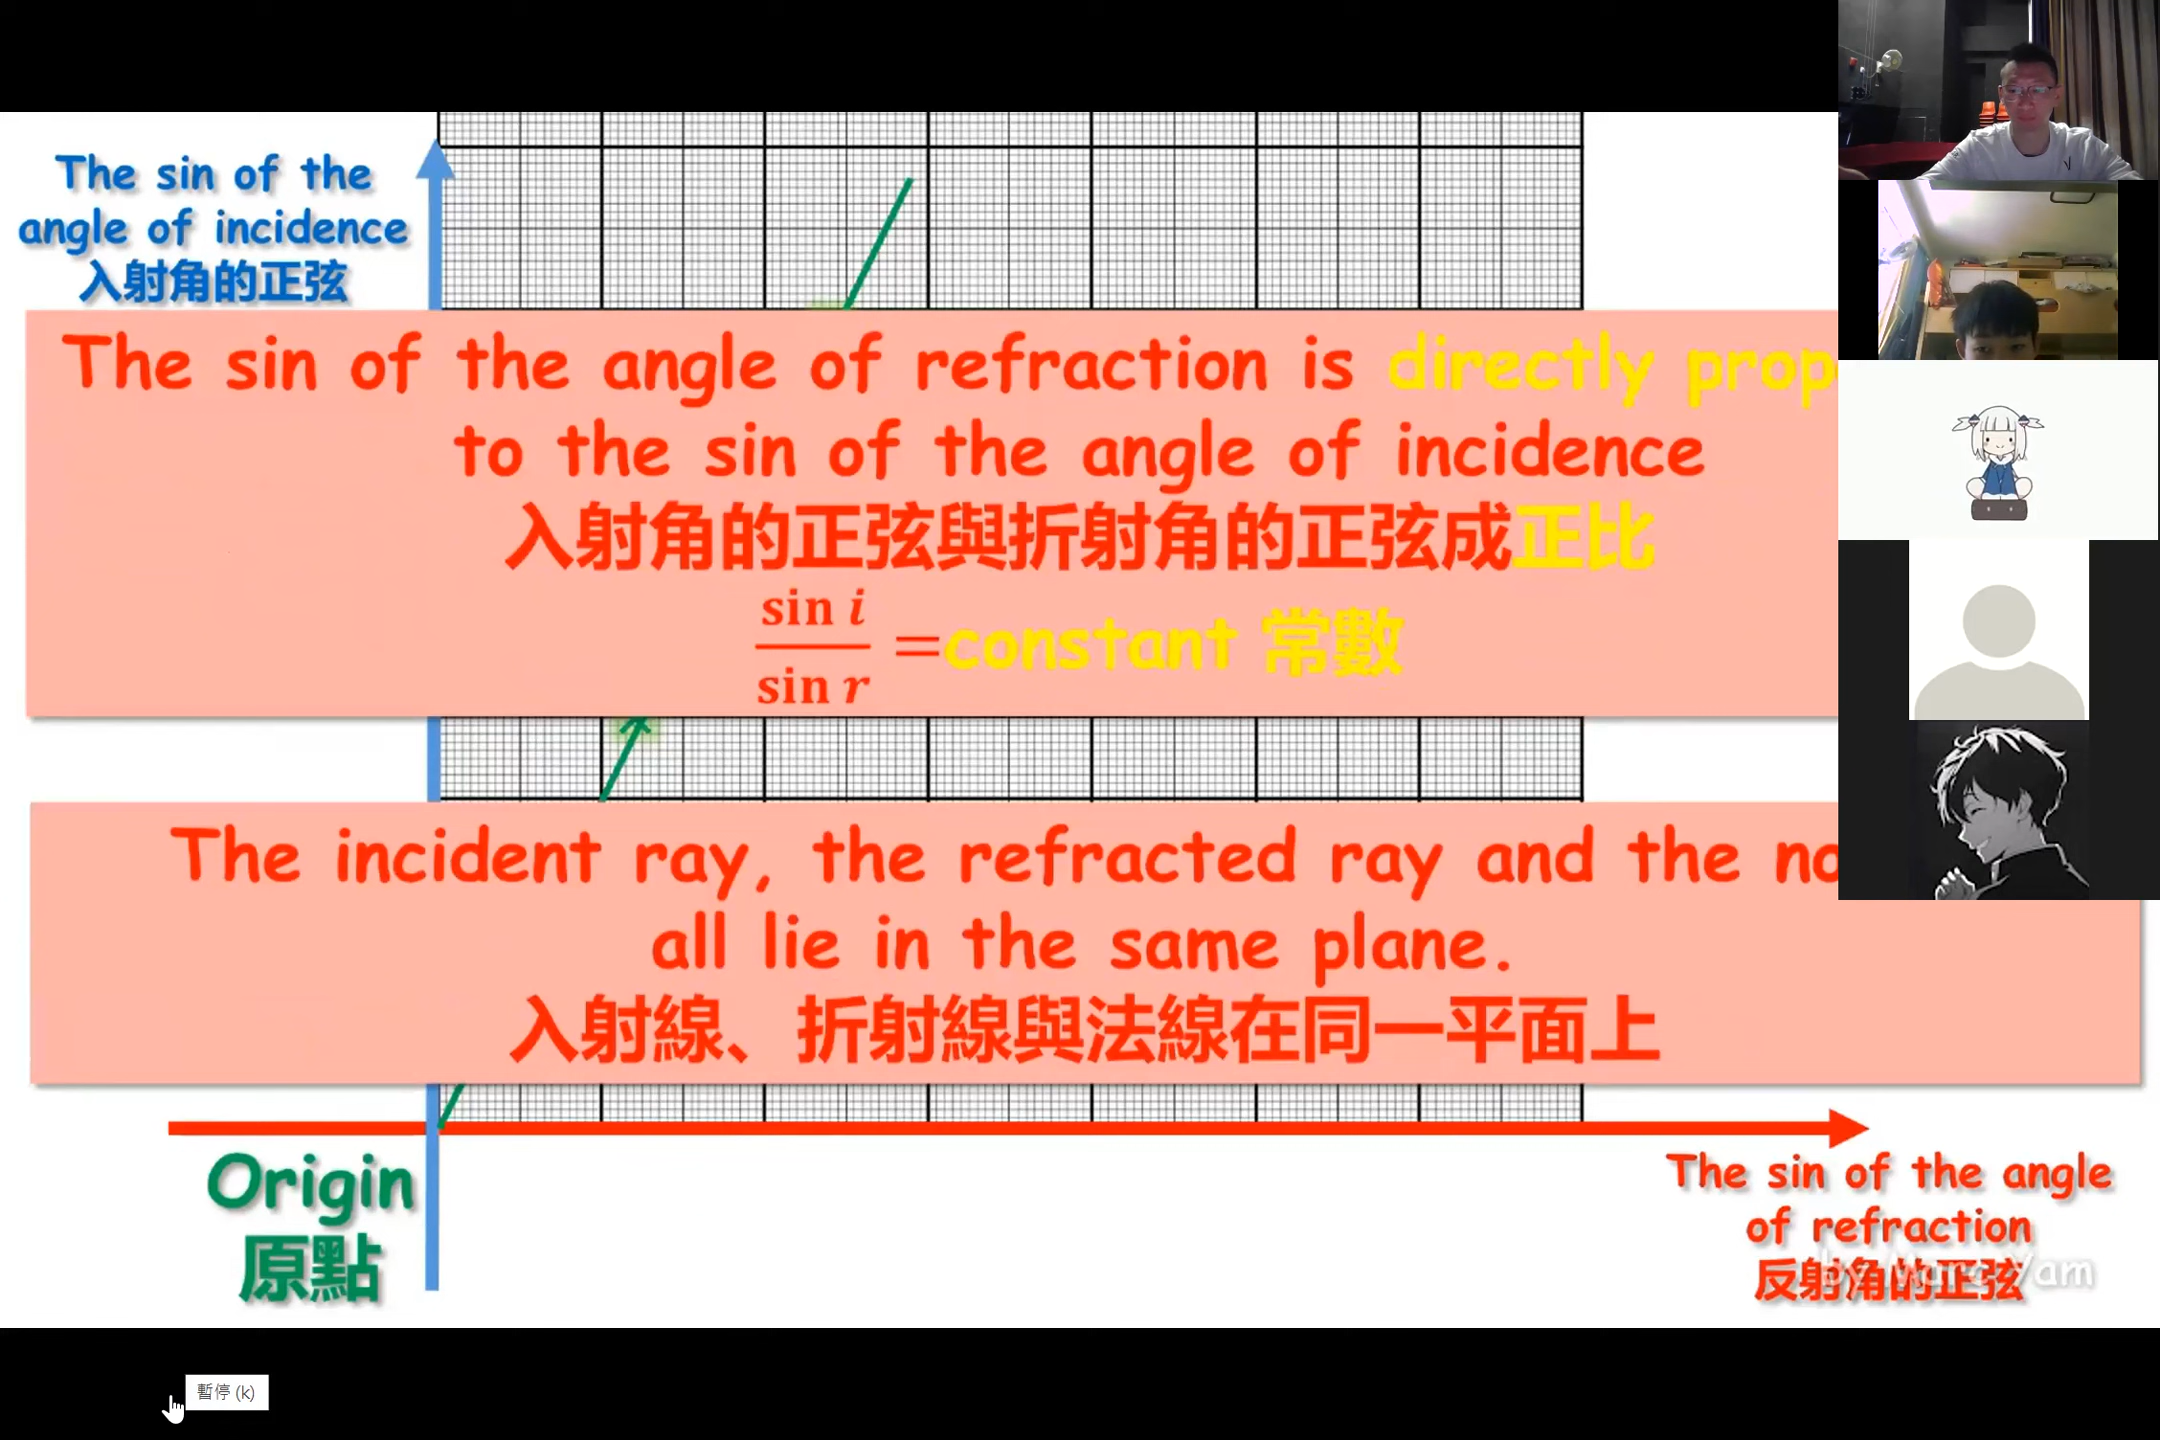 The sin of the
angle of incidence
入射角的正弦
The sin of the angle of refraction is directly prop
to the sin of the angle of incidence
入射角的正弦與折射角的正弦成正比
sin i
sin r
=constant 常數
The incident ray, the refracted ray and the no
all lie in the same plane.
入射線、折射線與法線在同一平面上
Origin
原點
The sin of the angle
of refraction
反射角的正弦
Yam
暫停 (k)